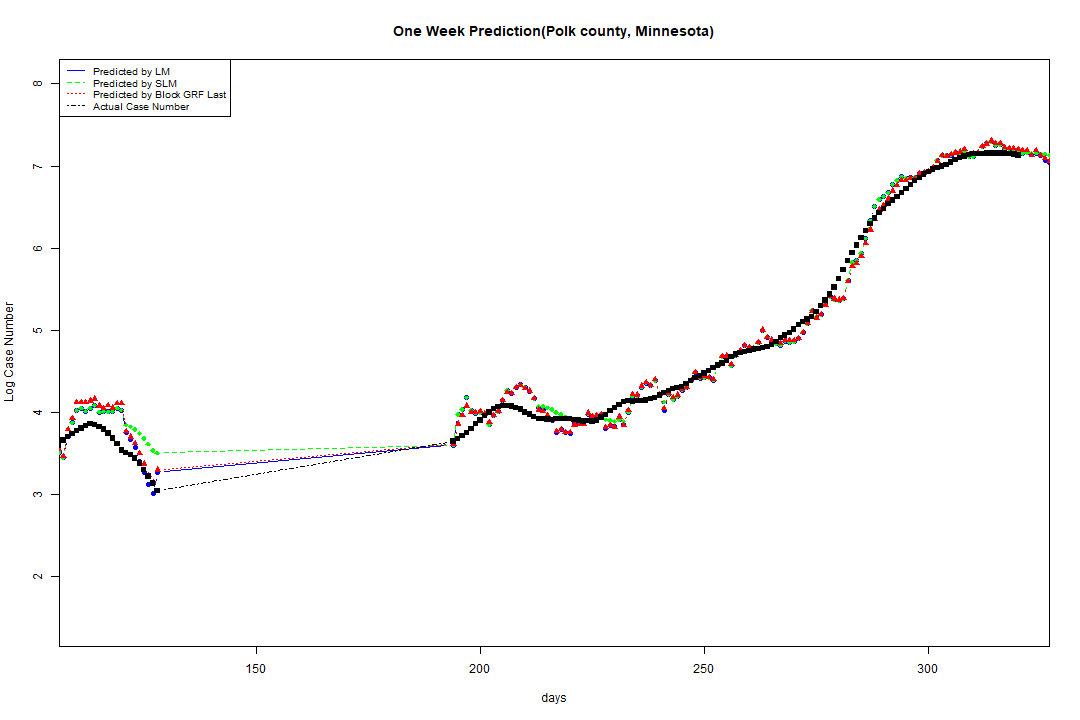 One Week Prediction(Polk county, Minnesota)
Predicted by LM
Predicted by SLM
Predicted by Block GRF Last
Actual Case Number
8
7
6
5
4
3
2
Log Case Number
150 200 250 300
days